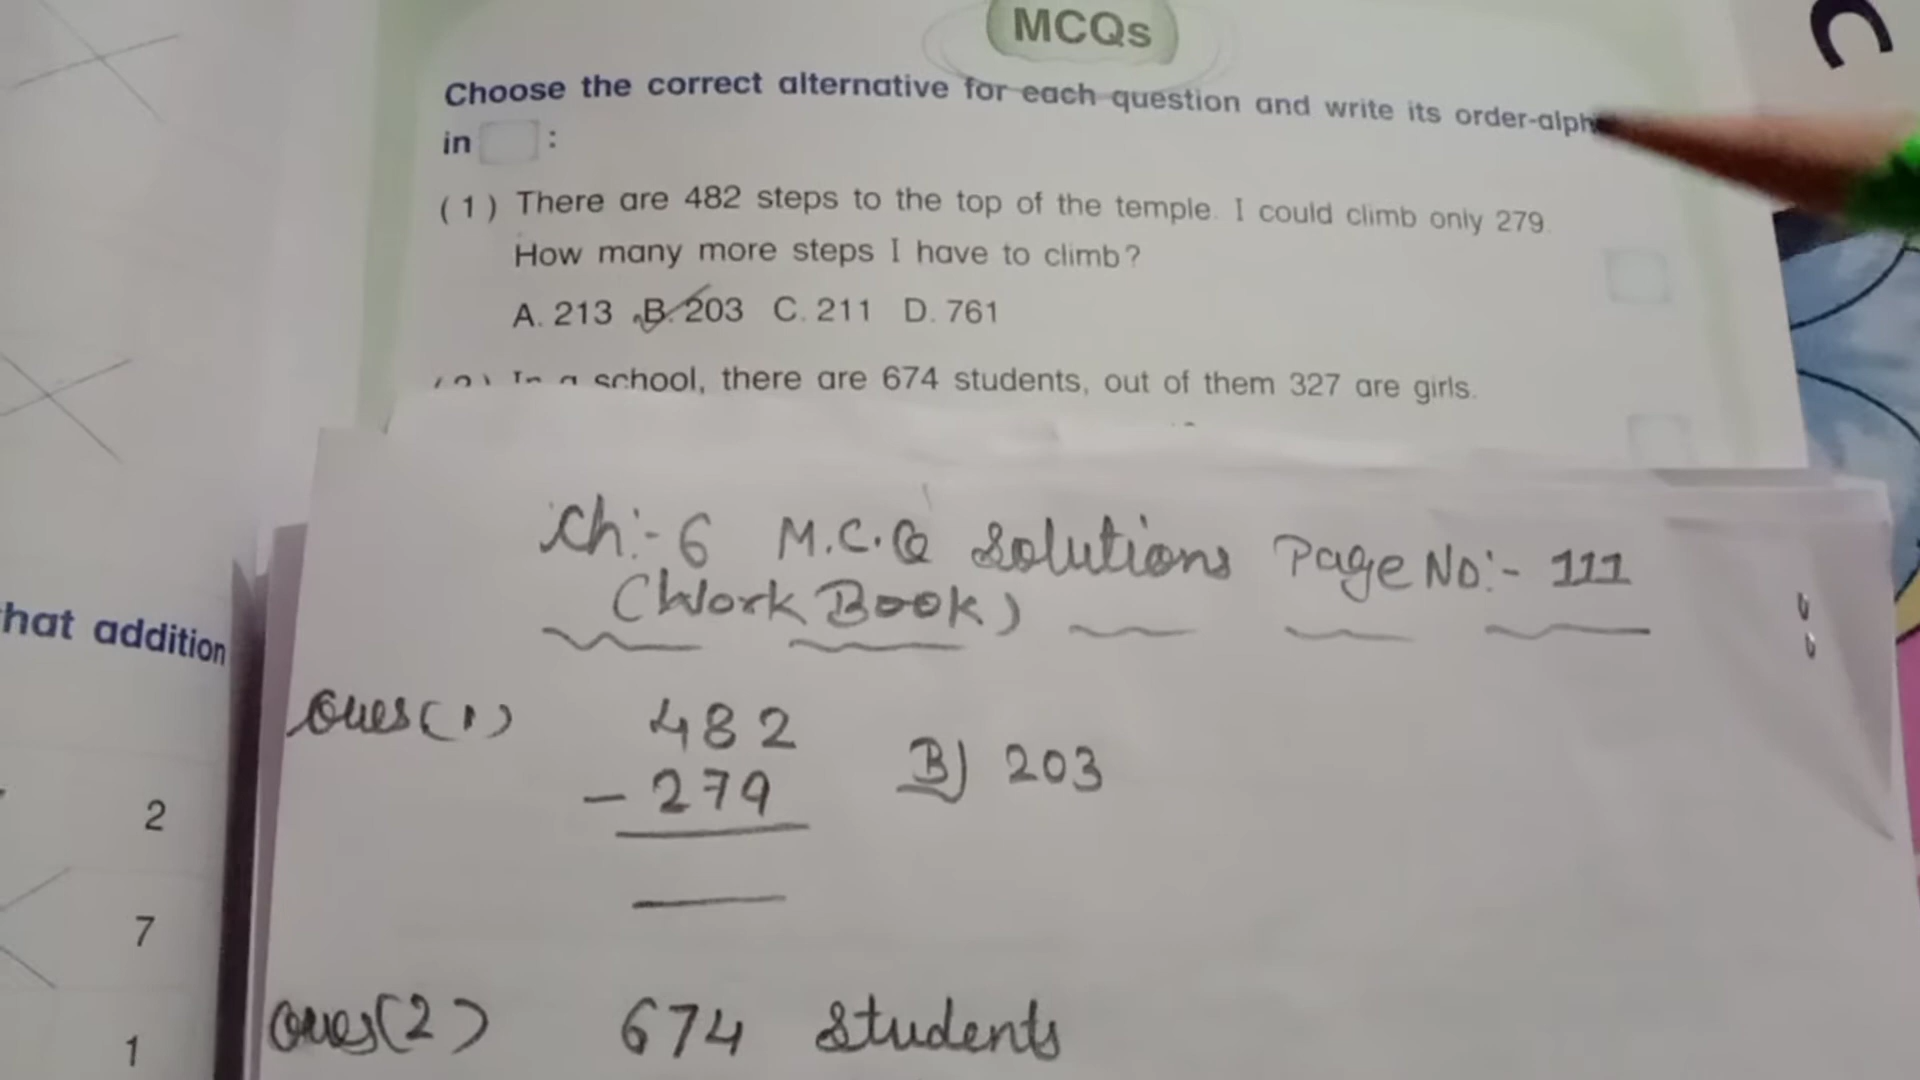 MCQs
Choose the correct alternative for each question and write its order-alph
in :
(1) There are 482 steps to the top of the temple. I could climb only 279.
How many more steps I have to climb?
A. 213 B. 203 C. 211 D. 761
In a school, there are 674 students, out of them 327 are girls.
Ch:- 6 M.C.Q Solutions Page No:- 111
(Work Book)
Ques(1) 482 B) 203
- 279
Ques(2) 674 students
hat addition
2
7
1